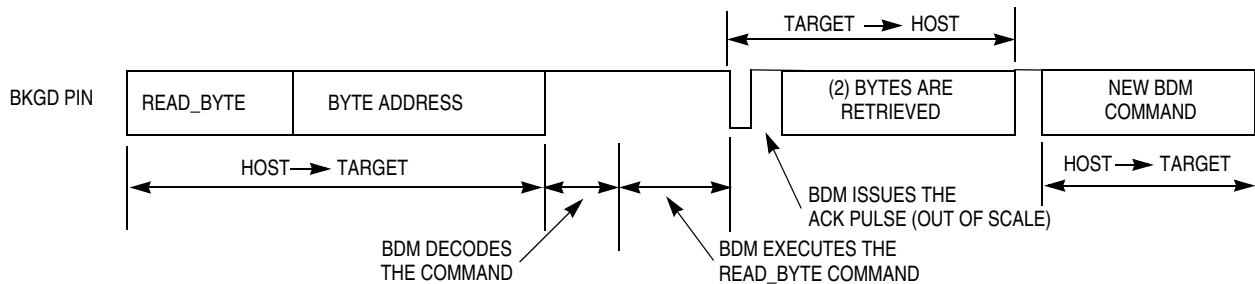 TARGET → HOST
BKGD PIN
READ_BYTE
BYTE ADDRESS
(2) BYTES ARE
RETRIEVED
NEW BDM
COMMAND
HOST → TARGET
HOST → TARGET
BDM ISSUES THE
ACK PULSE (OUT OF SCALE)
BDM DECODES
THE COMMAND
BDM EXECUTES THE
READ_BYTE COMMAND